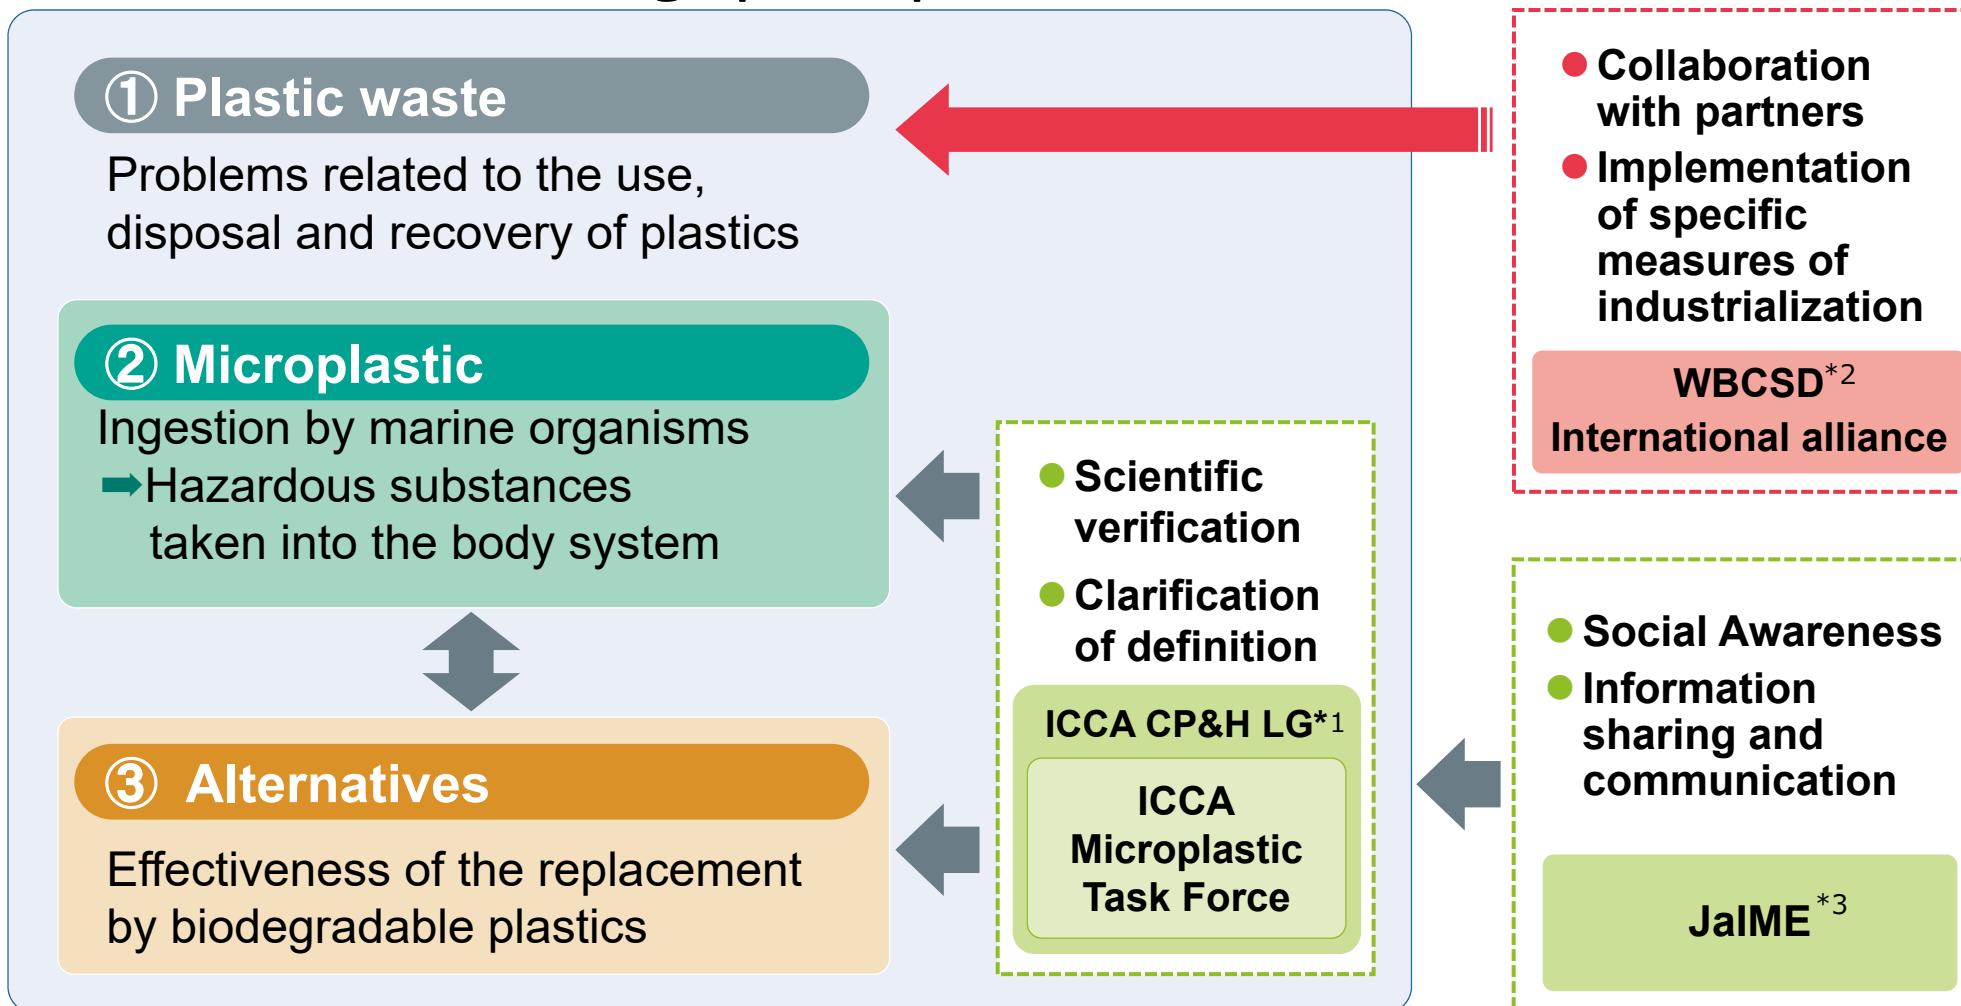 ① Plastic waste
Problems related to the use,
disposal and recovery of plastics
② Microplastic
Ingestion by marine organisms
➡Hazardous substances
taken into the body system
③ Alternatives
Effectiveness of the replacement
by biodegradable plastics
● Scientific
verification
● Clarification
of definition
ICCA CP&H LG*1
ICCA
Microplastic
Task Force
● Collaboration
with partners
● Implementation
of specific
measures of
industrialization
WBCSD*2
International alliance
● Social Awareness
● Information
sharing and
communication
JaIME*3